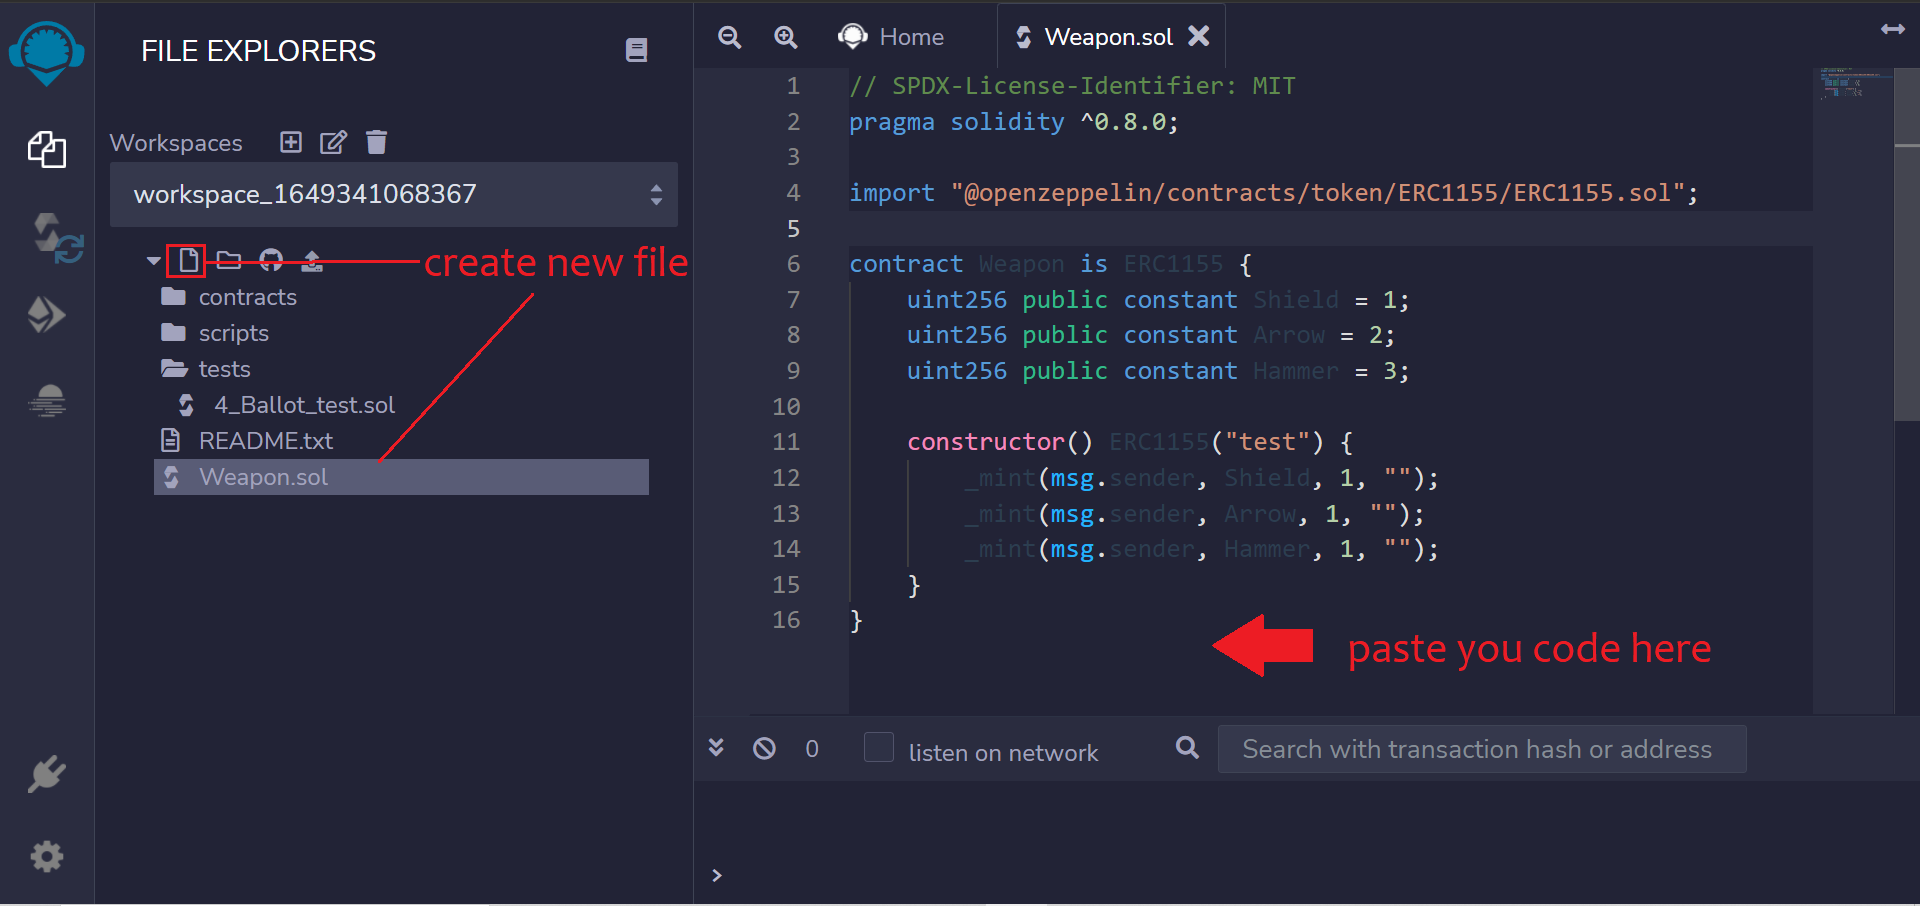 FILE EXPLORERS
Workspaces
workspace_1649341068367
create new file
contracts
scripts
tests
4_Ballot_test.sol
README.txt
Weapon.sol
Home
Weapon.sol
1 // SPDX-License-Identifier: MIT
2 pragma solidity ^0.8.0;
3
4 import "@openzeppelin/contracts/token/ERC1155/ERC1155.sol";
5
6 contract Weapon is ERC1155 {
7 uint256 public constant Shield = 1;
8 uint256 public constant Arrow = 2;
9 uint256 public constant Hammer = 3;
10
11 constructor() ERC1155("test") {
12 _mint(msg.sender, Shield, 1, "");
13 _mint(msg.sender, Arrow, 1, "");
14 _mint(msg.sender, Hammer, 1, "");
15 }
16 }
paste you code here
0
listen on network
Search with transaction hash or address
>